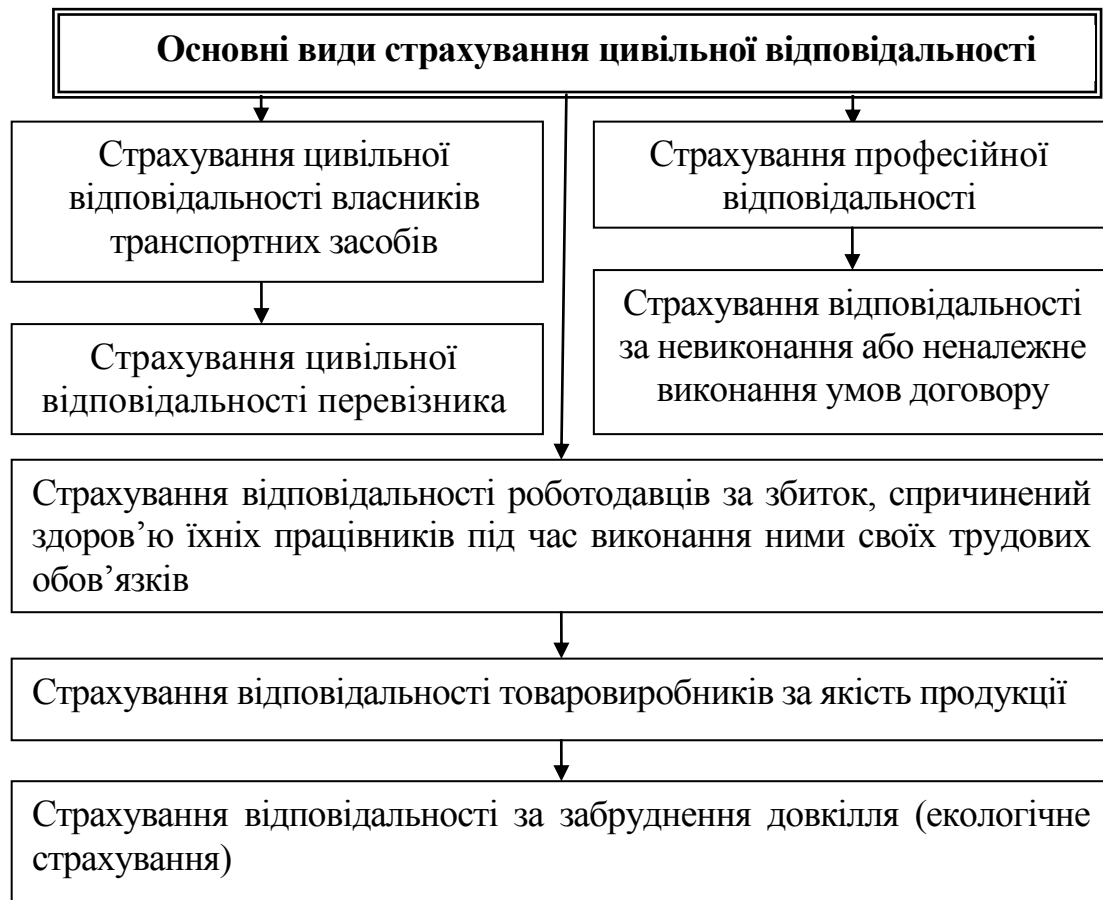 Основні види страхування цивільної відповідальності
Страхування цивільної
відповідальності власників
транспортних засобів
Страхування професійної
відповідальності
Страхування цивільної
відповідальності перевізника
Страхування відповідальності
за невиконання або неналежне
виконання умов договору
Страхування відповідальності роботодавців за збиток, спричинений
здоров’ю їхніх працівників під час виконання ними своїх трудових
обов’язків
Страхування відповідальності товаровиробників за якість продукції
Страхування відповідальності за забруднення довкілля (екологічне
страхування)